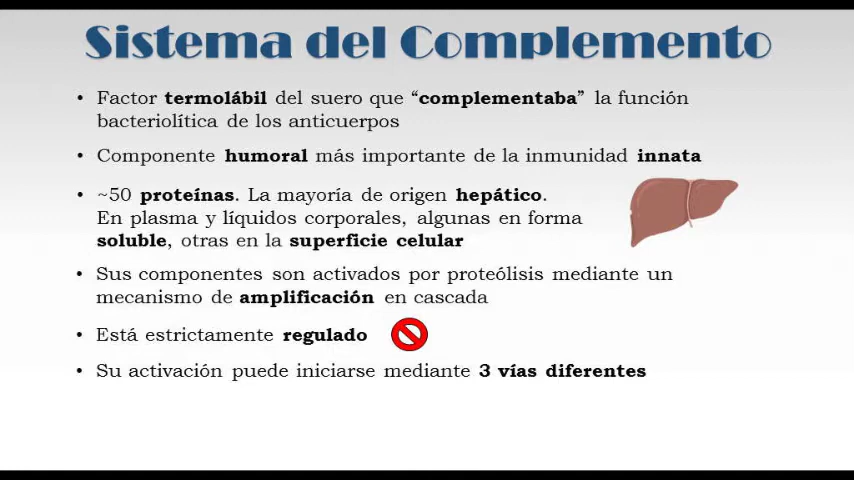 Sistema del Complemento
• Factor termolábil del suero que “complementaba” la función
bacteriolítica de los anticuerpos
• Componente humoral más importante de la inmunidad innata
• ~50 proteínas. La mayoría de origen hepático.
En plasma y líquidos corporales, algunas en forma
soluble, otras en la superficie celular
• Sus componentes son activados por proteólisis mediante un
mecanismo de amplificación en cascada
• Está estrictamente regulado
• Su activación puede iniciarse mediante 3 vías diferentes